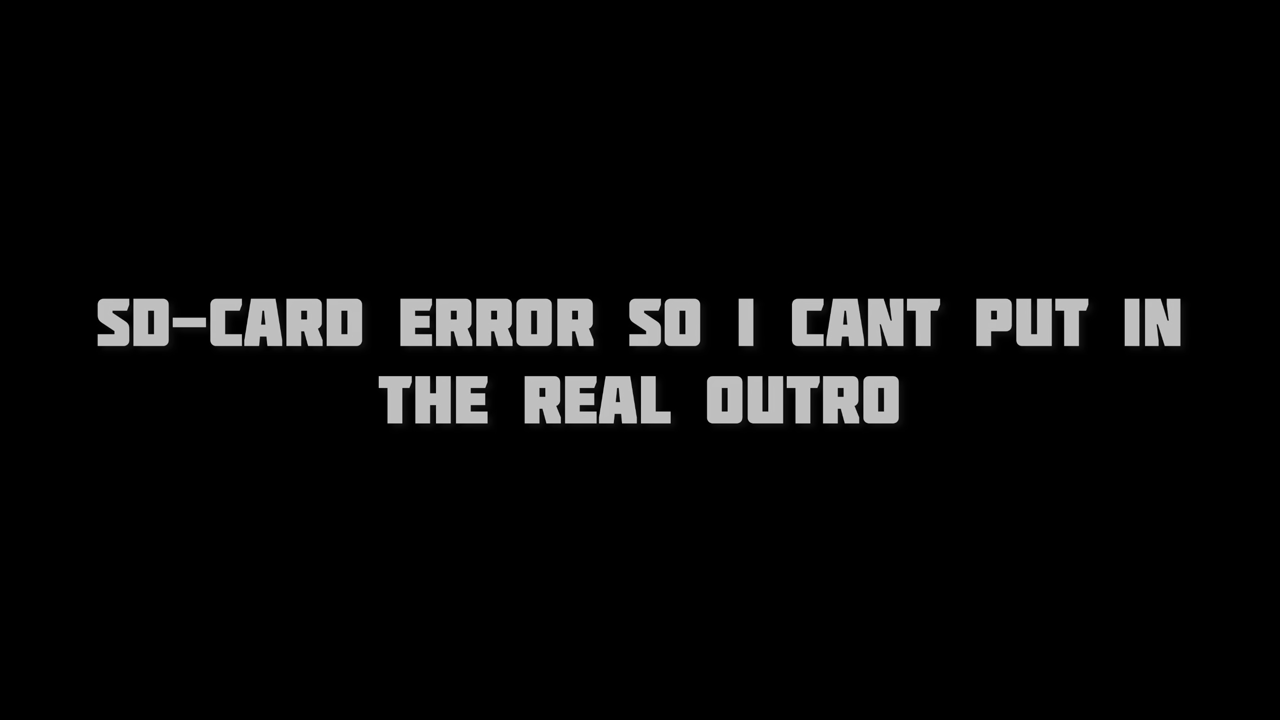 SD-CARD ERROR SO I CANT PUT IN
THE REAL OUTRO